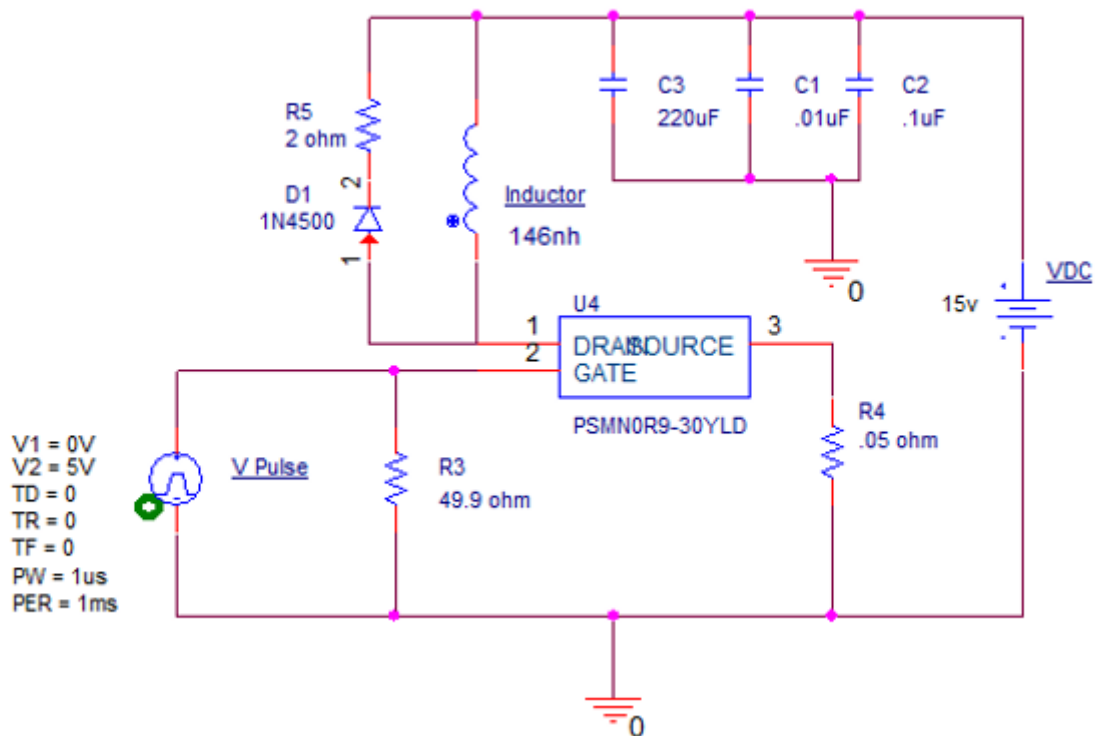 R5
2 ohm
2
D1
1N4500
1
Inductor
146nh
C3
220uF
C1
.01uF
C2
.1uF
0
VDC
15v
U4
1
2
3
DRAIN
SOURCE
GATE
PSMN0R9-30YLD
R4
.05 ohm
V1 = 0V
V2 = 5V
TD = 0
TR = 0
TF = 0
PW = 1us
PER = 1ms
V Pulse
R3
49.9 ohm
0